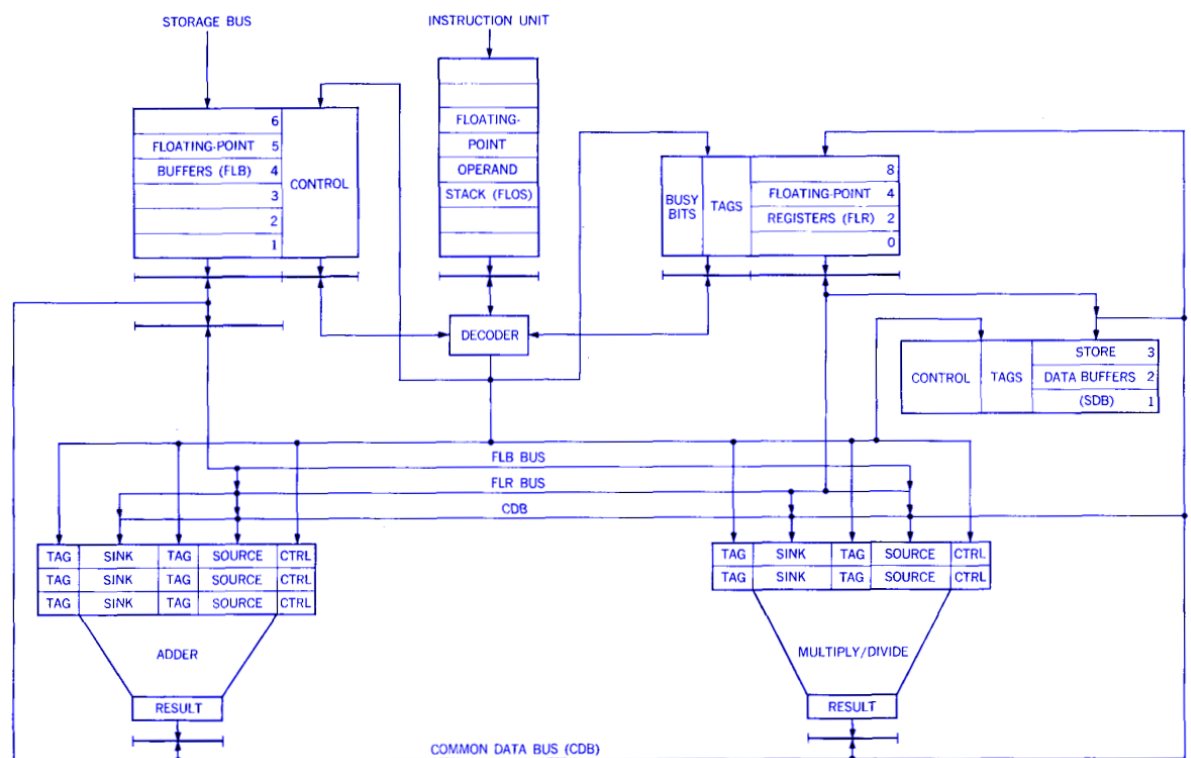 STORAGE BUS
INSTRUCTION UNIT
6
FLOATING-POINT 5
BUFFERS (FLB) 4
3
2
1
CONTROL
FLOATING-
POINT
OPERAND
STACK (FLOS)
BUSY
BITS
TAGS
8
FLOATING-POINT 4
REGISTERS (FLR) 2
0
DECODER
CONTROL
TAGS
STORE 3
DATA BUFFERS 2
(SDB) 1
FLB BUS
FLR BUS
CDB
TAG SINK TAG SOURCE CTRL
TAG SINK TAG SOURCE CTRL
TAG SINK TAG SOURCE CTRL
TAG SINK TAG SOURCE CTRL
TAG SINK TAG SOURCE CTRL
ADDER
MULTIPLY/DIVIDE
RESULT
RESULT
COMMON DATA BUS (CDB)